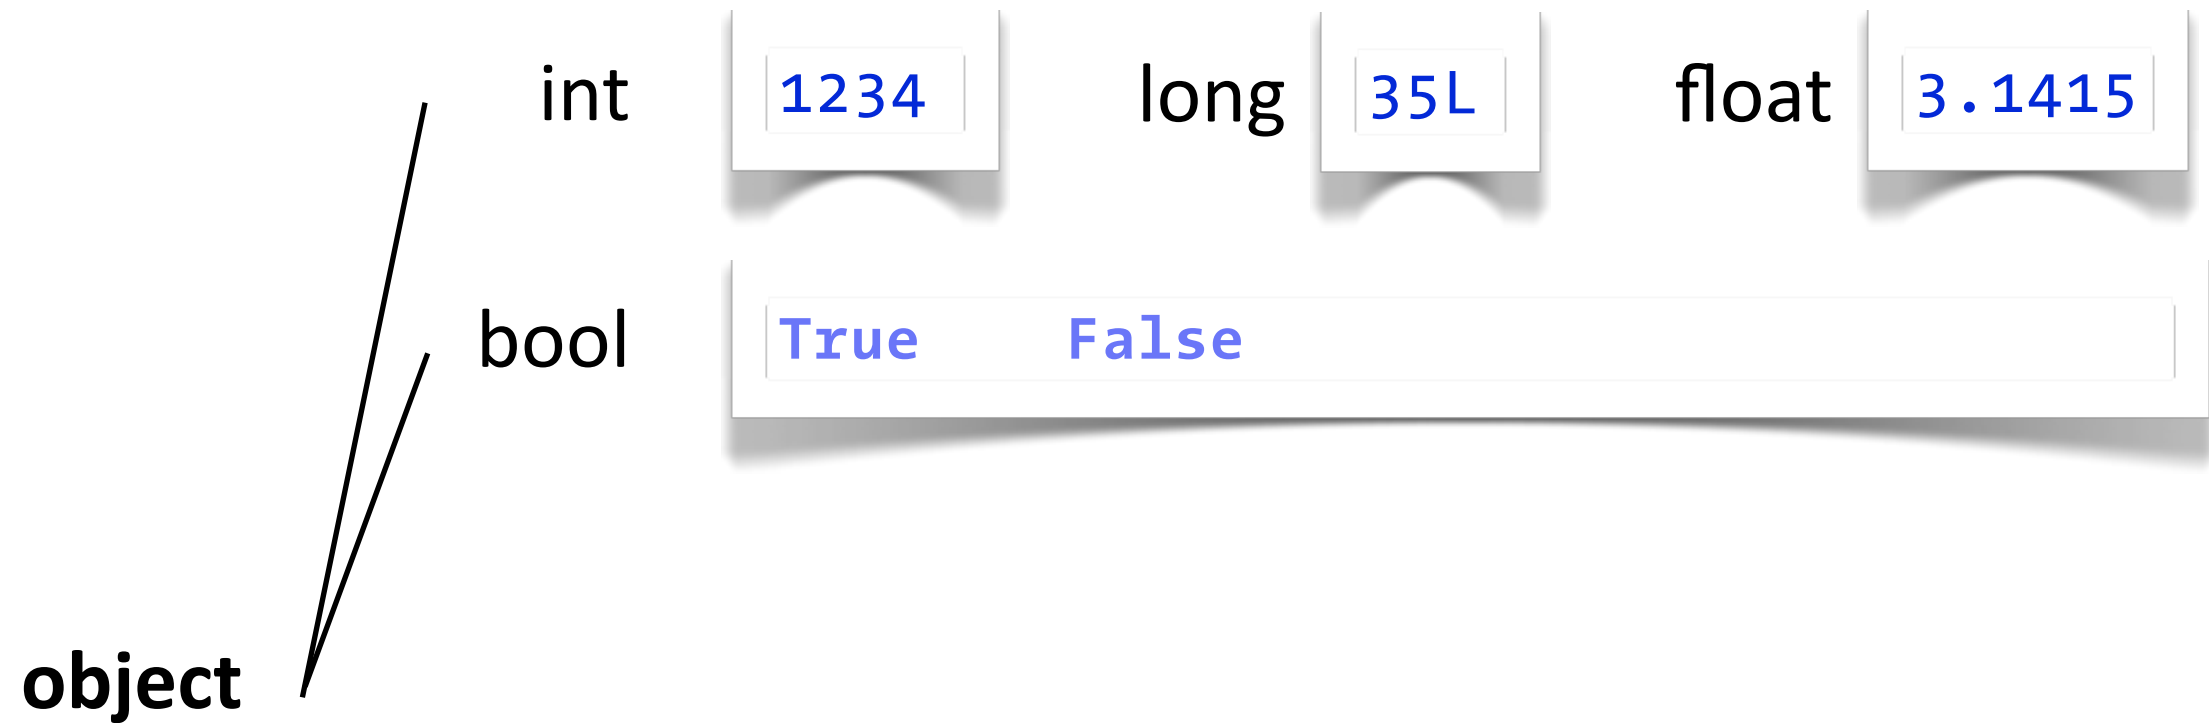 int 1234 long 35L float 3.1415
bool True False
object